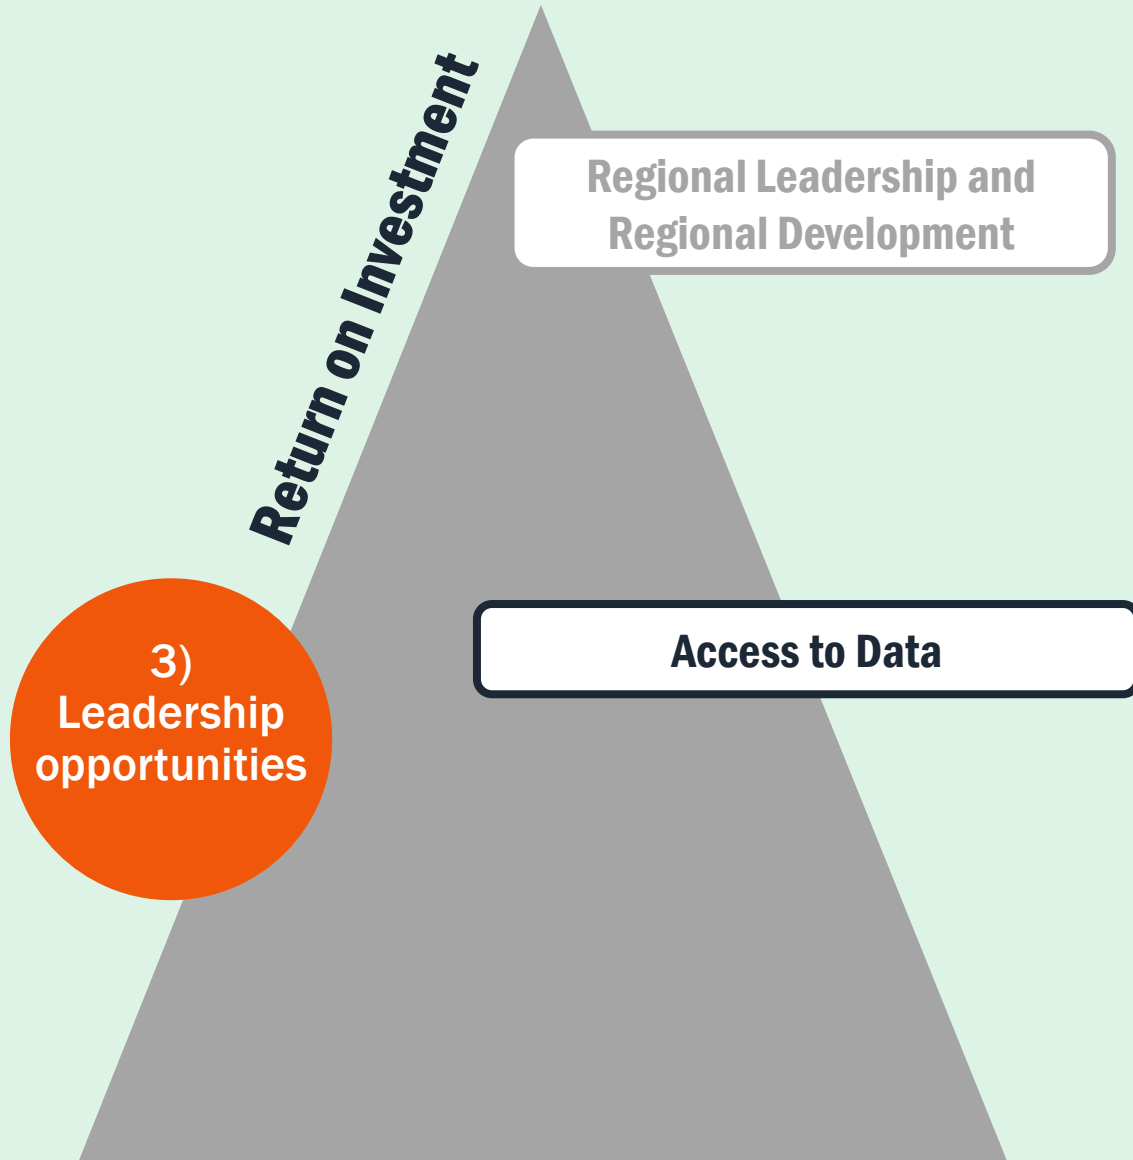 Return on Investment
Regional Leadership and
Regional Development
Access to Data
3)
Leadership
opportunities